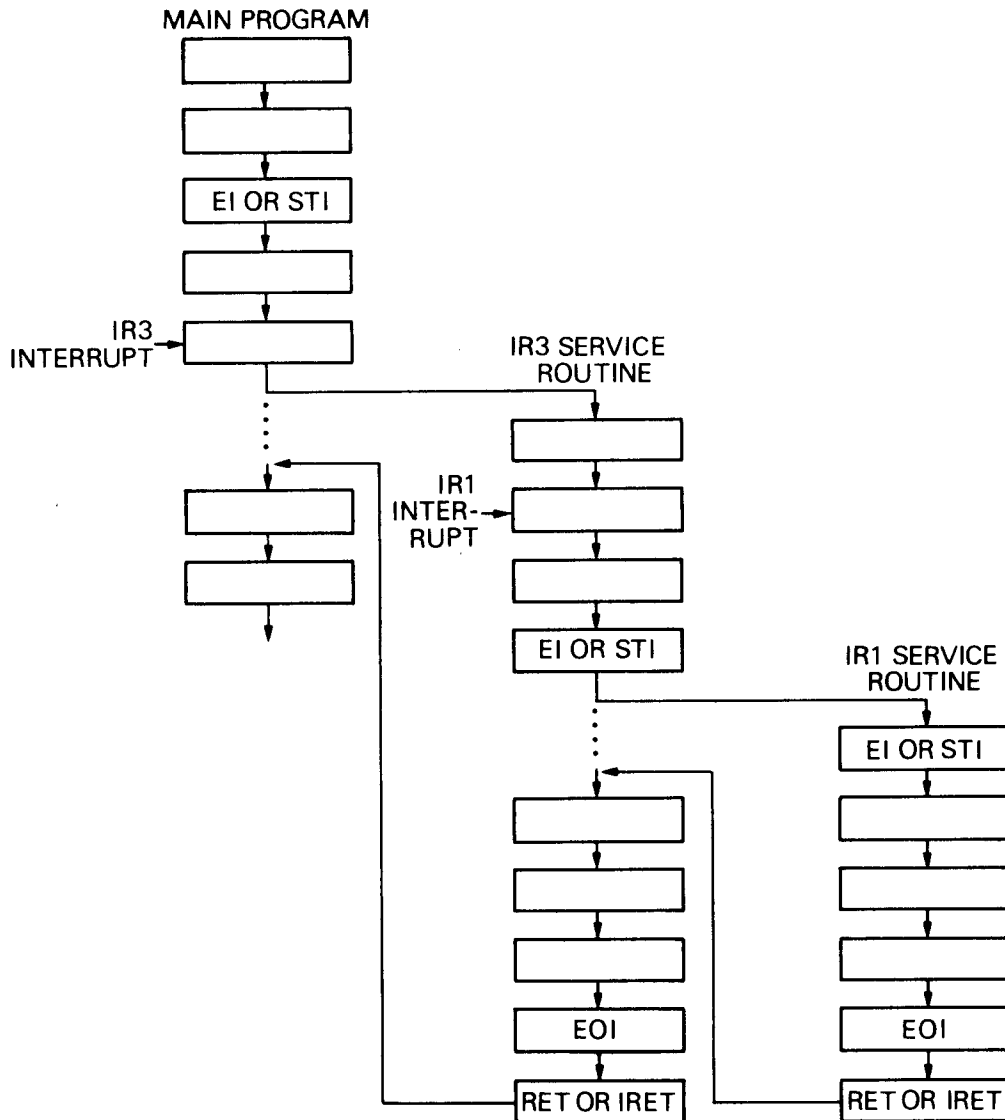 MAIN PROGRAM
EI OR STI
IR3
INTERRUPT
IR3 SERVICE
ROUTINE
IR1
INTER-
RUPT
EI OR STI
IR1 SERVICE
ROUTINE
EI OR STI
EOI
EOI
RET OR IRET
RET OR IRET